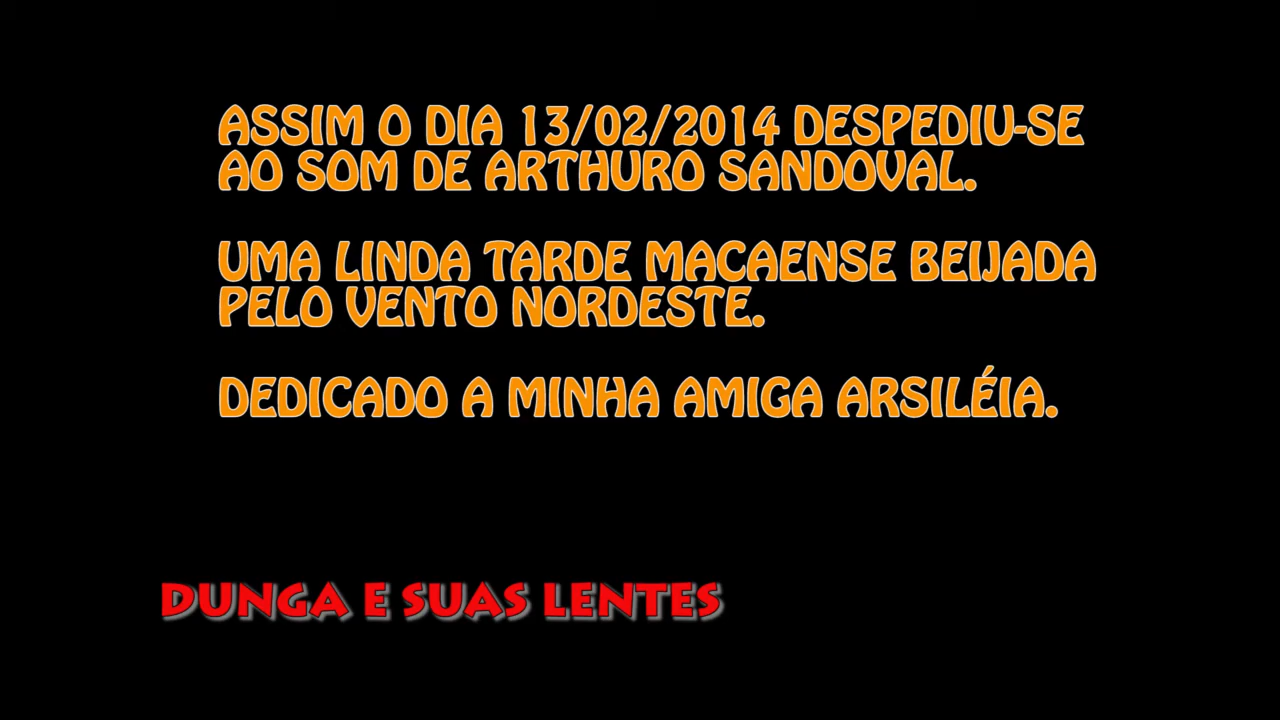 ASSIM O DIA 13/02/2014 DESPEDIU-SE
AO SOM DE ARTHURO SANDOVAL.
UMA LINDA TARDE MACAENSE BEIJADA
PELO VENTO NORDESTE.
DEDICADO A MINHA AMIGA ARSILÉIA.
DUNGA E SUAS LENTES